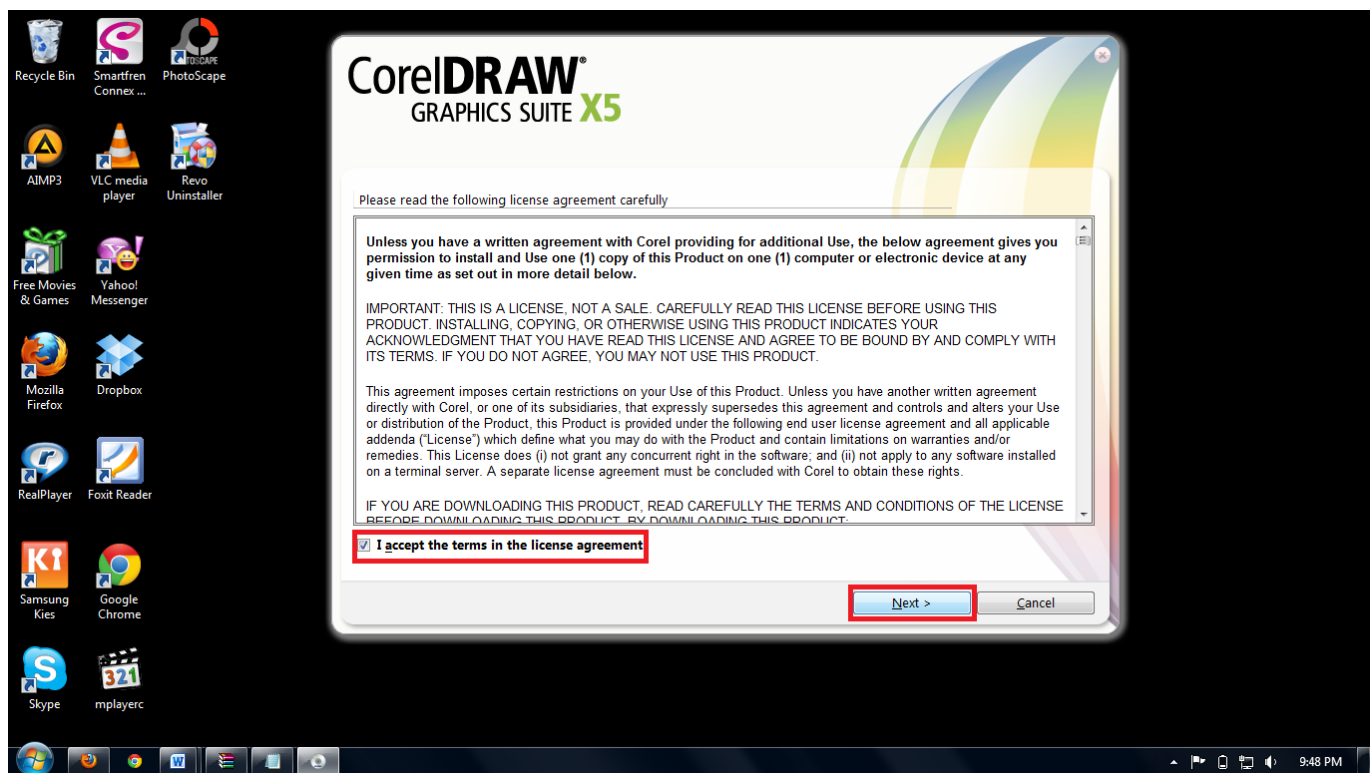 Recycle Bin
Smartfren
Connex ...
PhotoScape
AIMP3
VLC media
player
Revo
Uninstaller
Free Movies
& Games
Yahoo!
Messenger
Mozilla
Firefox
Dropbox
RealPlayer
Foxit Reader
Samsung
Kies
Google
Chrome
Skype
mplayerc
TOSCAPE
KI
321
CorelDRAW®
GRAPHICS SUITE X5
Please read the following license agreement carefully
Unless you have a written agreement with Corel providing for additional Use, the below agreement gives you
permission to install and Use one (1) copy of this Product on one (1) computer or electronic device at any
given time as set out in more detail below.
IMPORTANT: THIS IS A LICENSE, NOT A SALE. CAREFULLY READ THIS LICENSE BEFORE USING THIS
PRODUCT. INSTALLING, COPYING, OR OTHERWISE USING THIS PRODUCT INDICATES YOUR
ACKNOWLEDGMENT THAT YOU HAVE READ THIS LICENSE AND AGREE TO BE BOUND BY AND COMPLY WITH
ITS TERMS. IF YOU DO NOT AGREE, YOU MAY NOT USE THIS PRODUCT.
This agreement imposes certain restrictions on your Use of this Product. Unless you have another written agreement
directly with Corel, or one of its subsidiaries, that expressly supersedes this agreement and controls and alters your Use
or distribution of the Product, this Product is provided under the following end user license agreement and all applicable
addenda (“License”) which define what you may do with the Product and contain limitations on warranties and/or
remedies. This License does (i) not grant any concurrent right in the software; and (ii) not apply to any software installed
on a terminal server. A separate license agreement must be concluded with Corel to obtain these rights.
IF YOU ARE DOWNLOADING THIS PRODUCT, READ CAREFULLY THE TERMS AND CONDITIONS OF THE LICENSE
BEFORE DOWNLOADING THIS PRODUCT. BY DOWNLOADING THIS PRODUCT:
I accept the terms in the license agreement
Next >
Cancel
9:48 PM